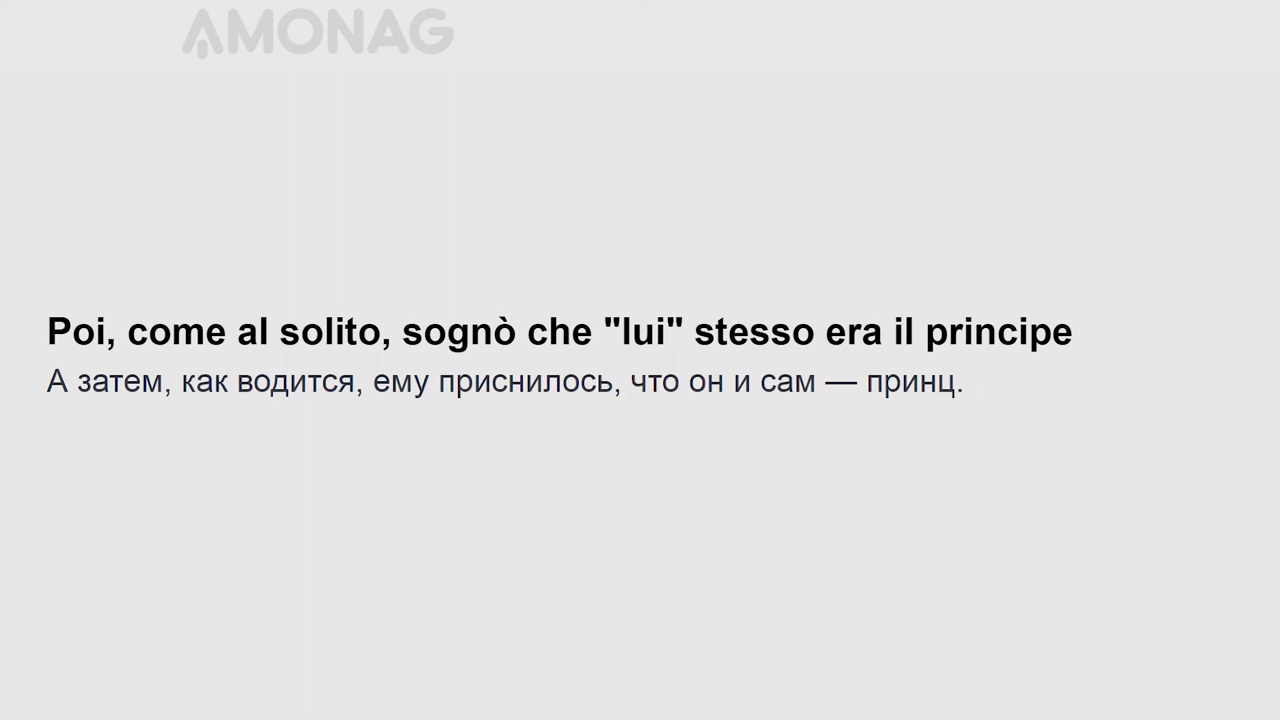 AMONAG
Poi, come al solito, sognò che "lui" stesso era il principe
А затем, как водится, ему приснилось, что он и сам — принц.